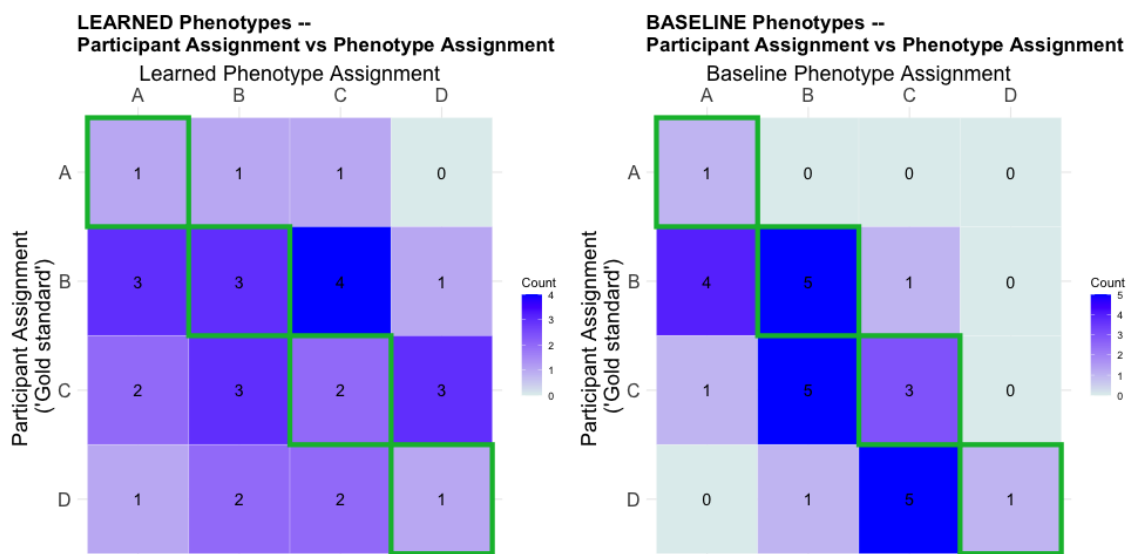 LEARNED Phenotypes --
Participant Assignment vs Phenotype Assignment
Learned Phenotype Assignment
A B C D
Participant Assignment
('Gold standard')
A 1 1 1 0
B 3 3 4 1
C 2 3 2 3
D 1 2 2 1
Count
4
3
2
1
0
BASELINE Phenotypes --
Participant Assignment vs Phenotype Assignment
Baseline Phenotype Assignment
A B C D
Participant Assignment
('Gold standard')
A 1 0 0 0
B 4 5 1 0
C 1 5 3 0
D 0 1 5 1
Count
5
4
3
2
1
0